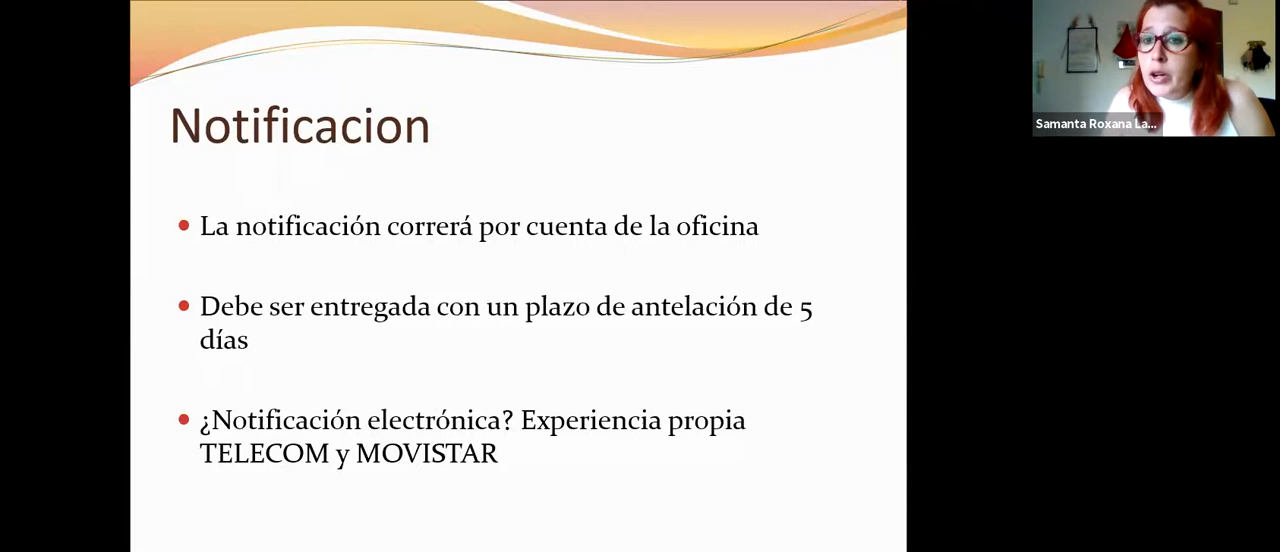 Notificacion
Samanta Roxana La...
La notificación correrá por cuenta de la oficina
Debe ser entregada con un plazo de antelación de 5
días
¿Notificación electrónica? Experiencia propia
TELECOM y MOVISTAR